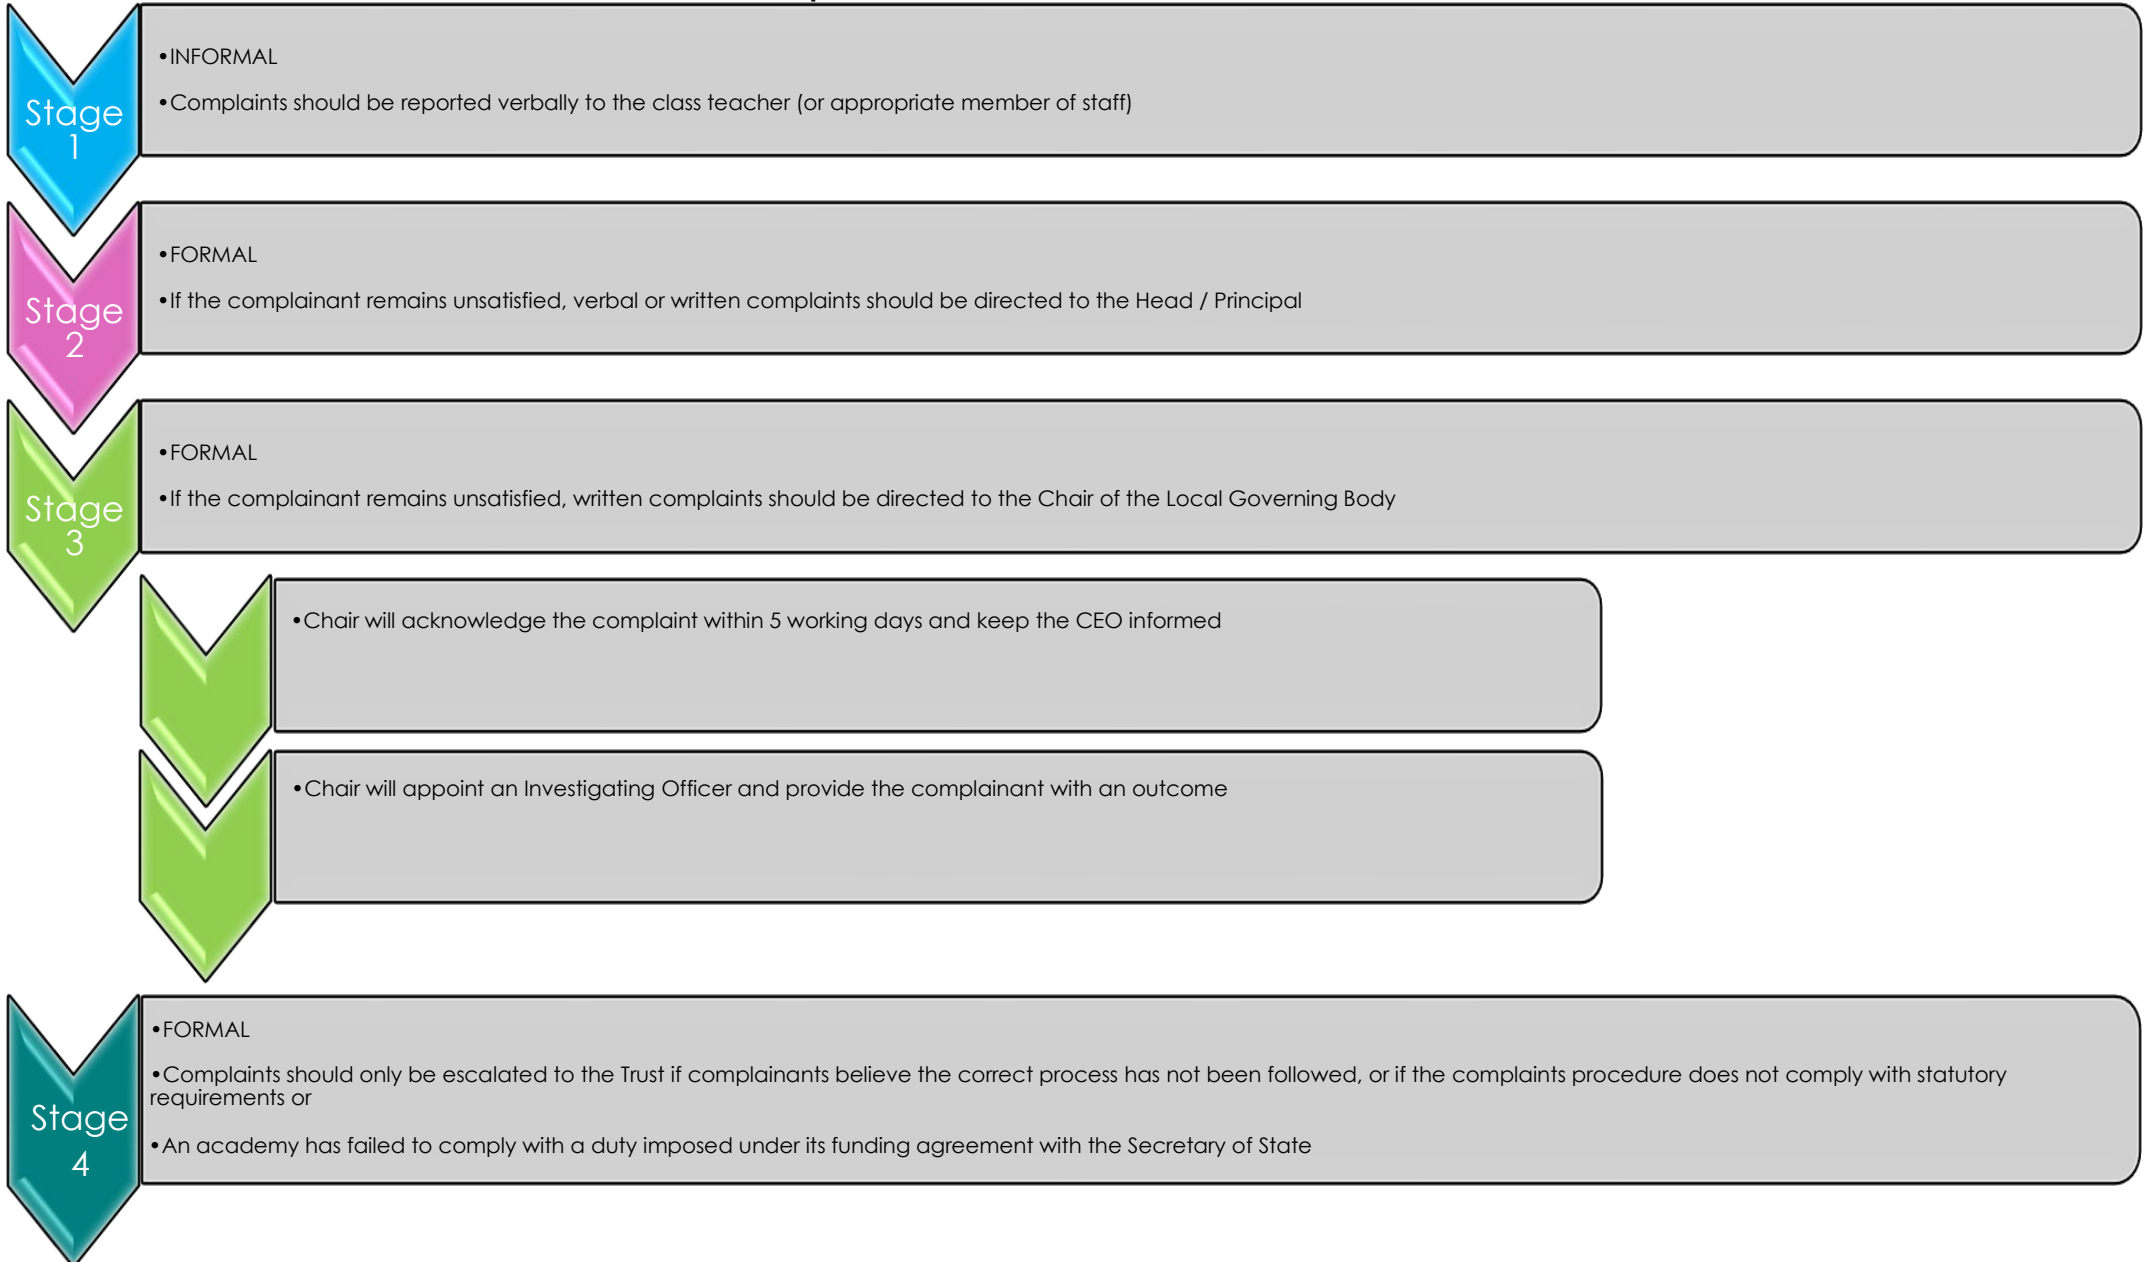 Stage
1
•INFORMAL
•Complaints should be reported verbally to the class teacher (or appropriate member of staff)
Stage
2
•FORMAL
•If the complainant remains unsatisfied, verbal or written complaints should be directed to the Head / Principal
Stage
3
•FORMAL
•If the complainant remains unsatisfied, written complaints should be directed to the Chair of the Local Governing Body
•Chair will acknowledge the complaint within 5 working days and keep the CEO informed
•Chair will appoint an Investigating Officer and provide the complainant with an outcome
Stage
4
•FORMAL
•Complaints should only be escalated to the Trust if complainants believe the correct process has not been followed, or if the complaints procedure does not comply with statutory
requirements or
•An academy has failed to comply with a duty imposed under its funding agreement with the Secretary of State